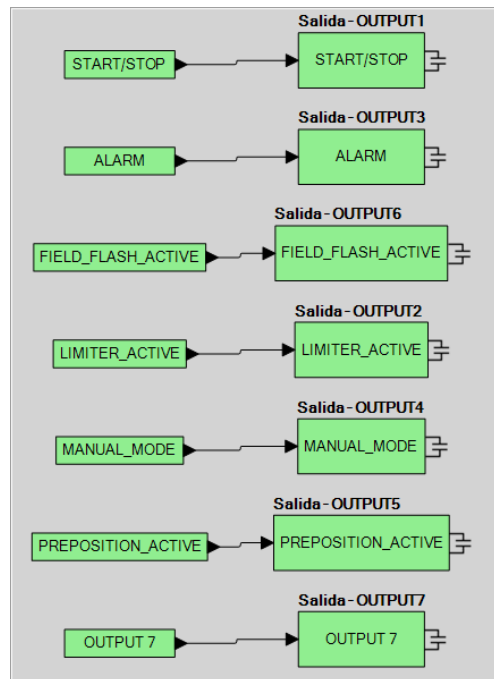 Salida-OUTPUT1
START/STOP START/STOP
Salida-OUTPUT3
ALARM ALARM
Salida-OUTPUT6
FIELD_FLASH_ACTIVE FIELD_FLASH_ACTIVE
Salida-OUTPUT2
LIMITER_ACTIVE LIMITER_ACTIVE
Salida-OUTPUT4
MANUAL_MODE MANUAL_MODE
Salida-OUTPUT5
PREPOSITION_ACTIVE PREPOSITION_ACTIVE
Salida-OUTPUT7
OUTPUT 7 OUTPUT 7